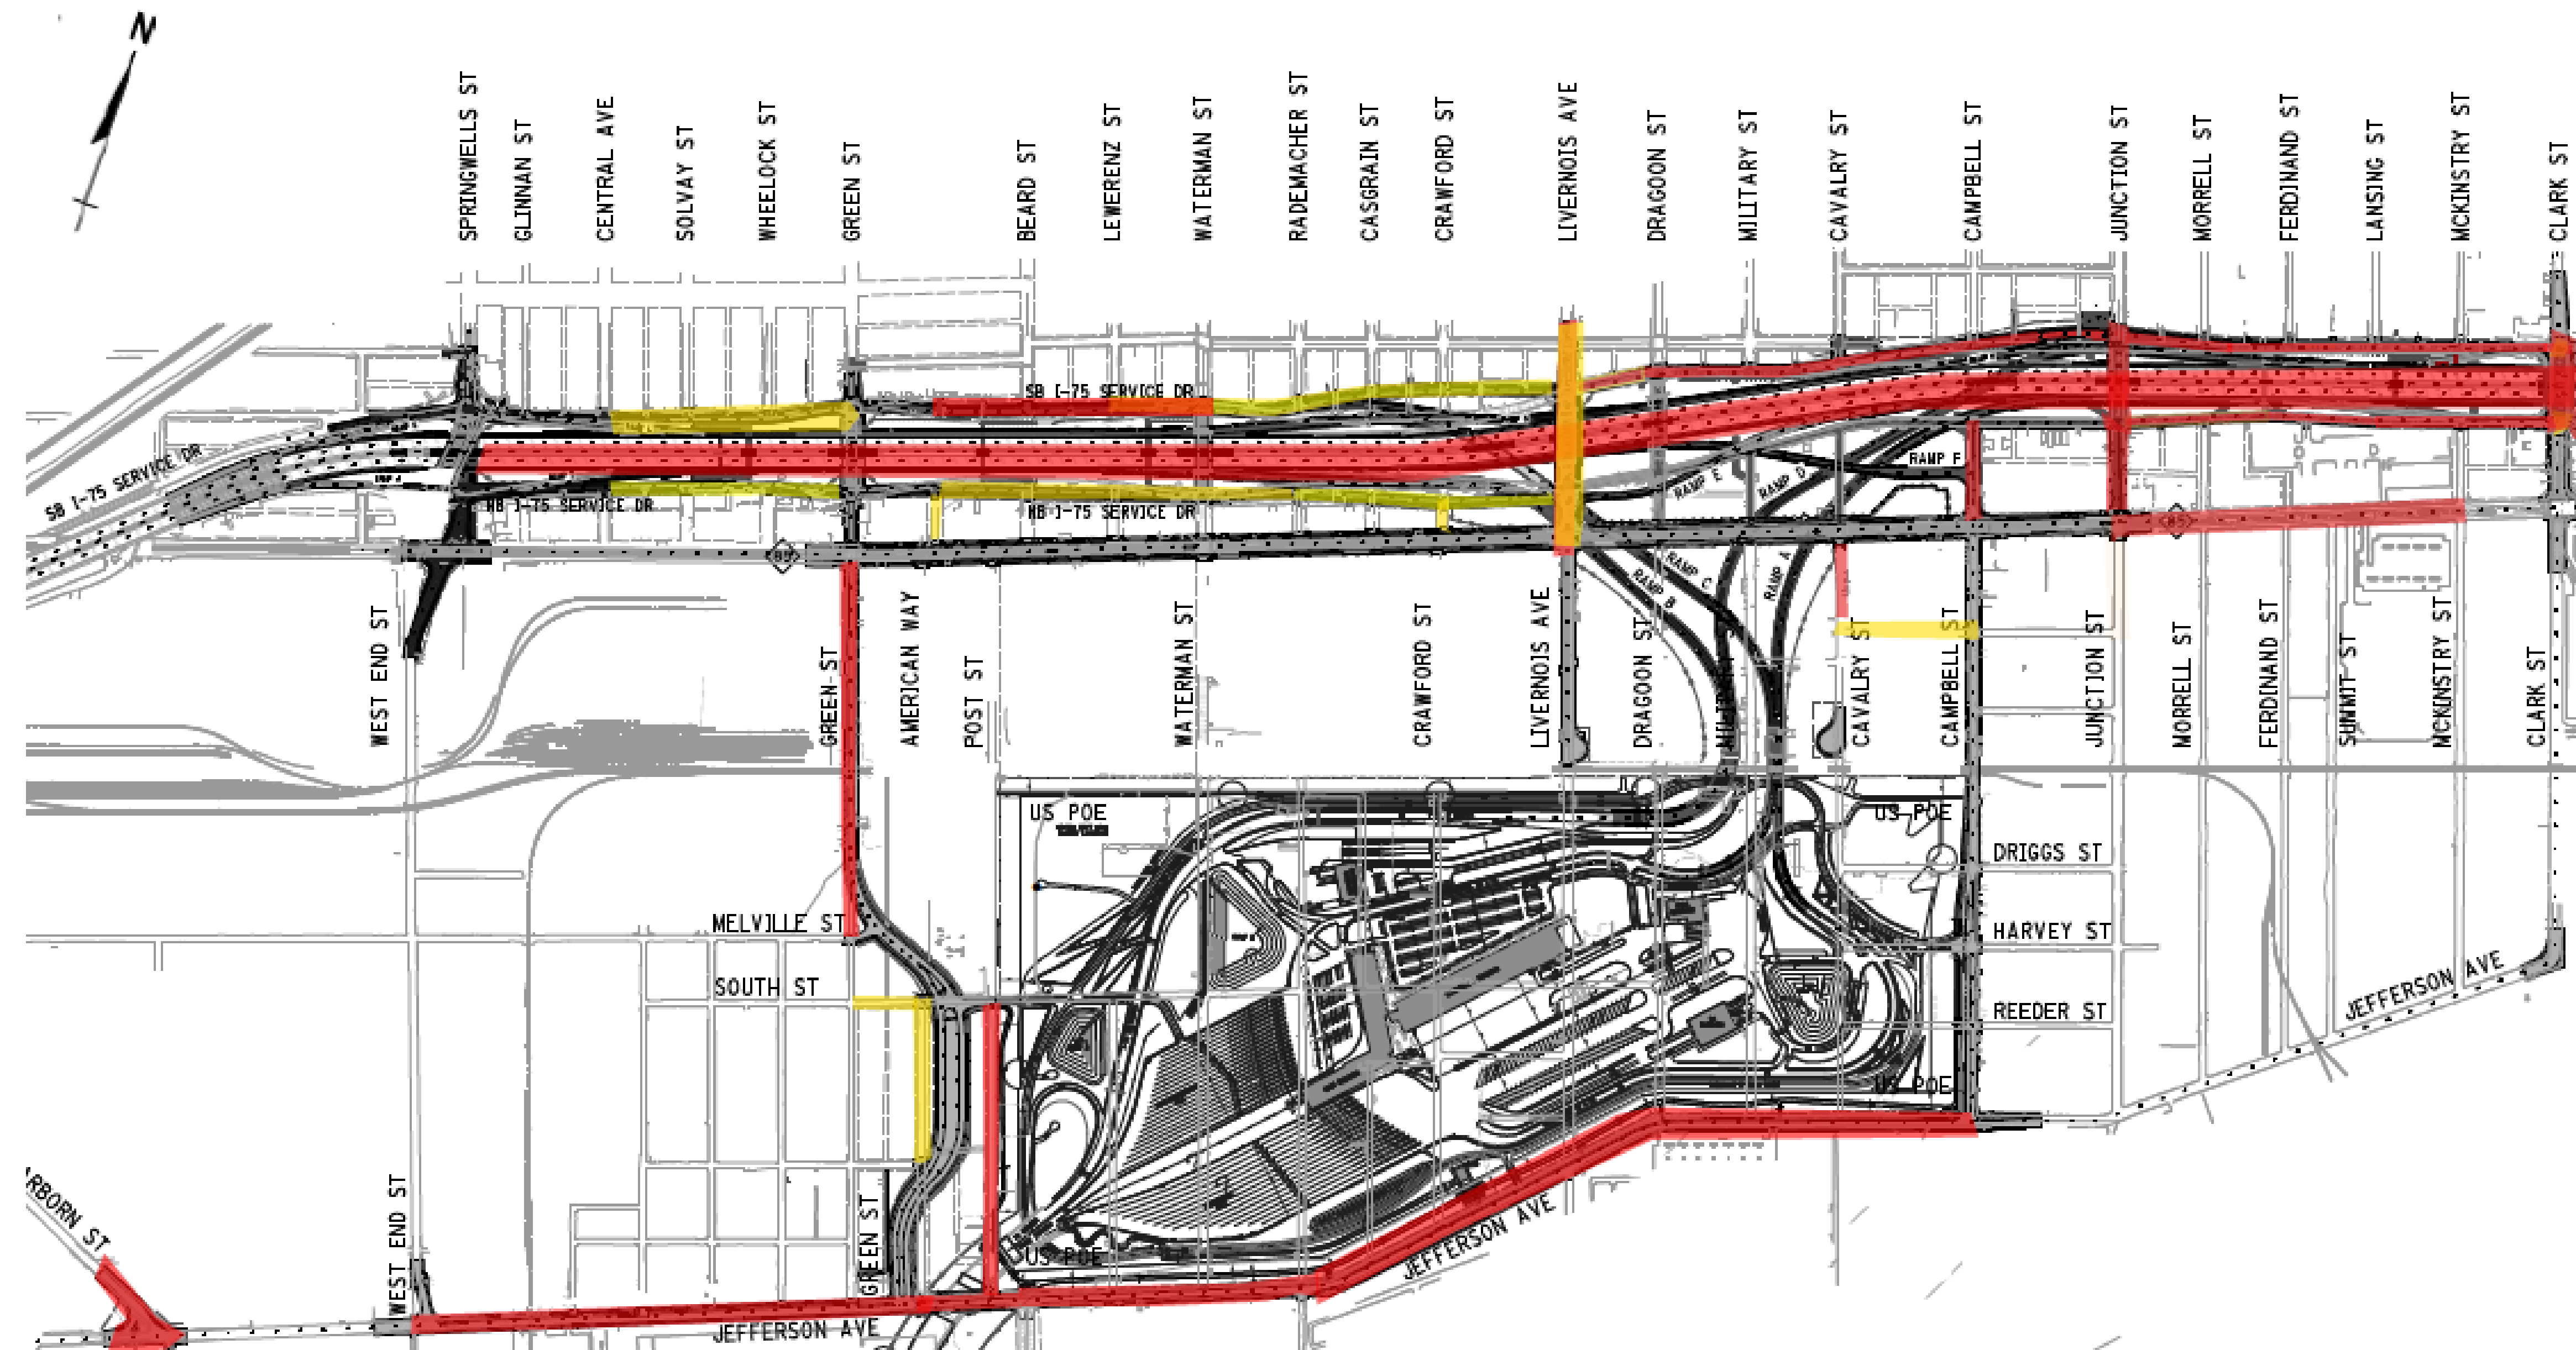 N
SPRINGWELLS ST
GLINNAN ST
CENTRAL AVE
SOLVAY ST
WHEELOCK ST
GREEN ST
BEARD ST
LEWERENZ ST
WATERMAN ST
RADEMACHER ST
CASGRAIN ST
CRAWFORD ST
LIVERNOIS AVE
DRAGOON ST
MILITARY ST
CAVALRY ST
CAMPBELL ST
JUNCTION ST
MORRELL ST
FERDINAND ST
LANSING ST
MCKINSTRY ST
CLARK ST
SB I-75 SERVICE DR
SB I-75 SERVICE DR
NB I-75 SERVICE DR
NB I-75 SERVICE DR
RAMP E
RAMP D
RAMP F
RAMP C
RAMP B
RAMP A
85
85
WEST END ST
GREEN ST
AMERICAN WAY
POST ST
WATERMAN ST
CRAWFORD ST
LIVERNOIS AVE
DRAGOON ST
CAVALRY ST
CAMPBELL ST
JUNCTION ST
MORRELL ST
FERDINAND ST
SUMMIT ST
MCKINSTRY ST
CLARK ST
US POE
US POE
DRIGGS ST
MELVILLE ST
HARVEY ST
SOUTH ST
REEDER ST
JEFFERSON AVE
US POE
RBORN ST
WEST END ST
GREEN ST
US POE
JEFFERSON AVE
JEFFERSON AVE